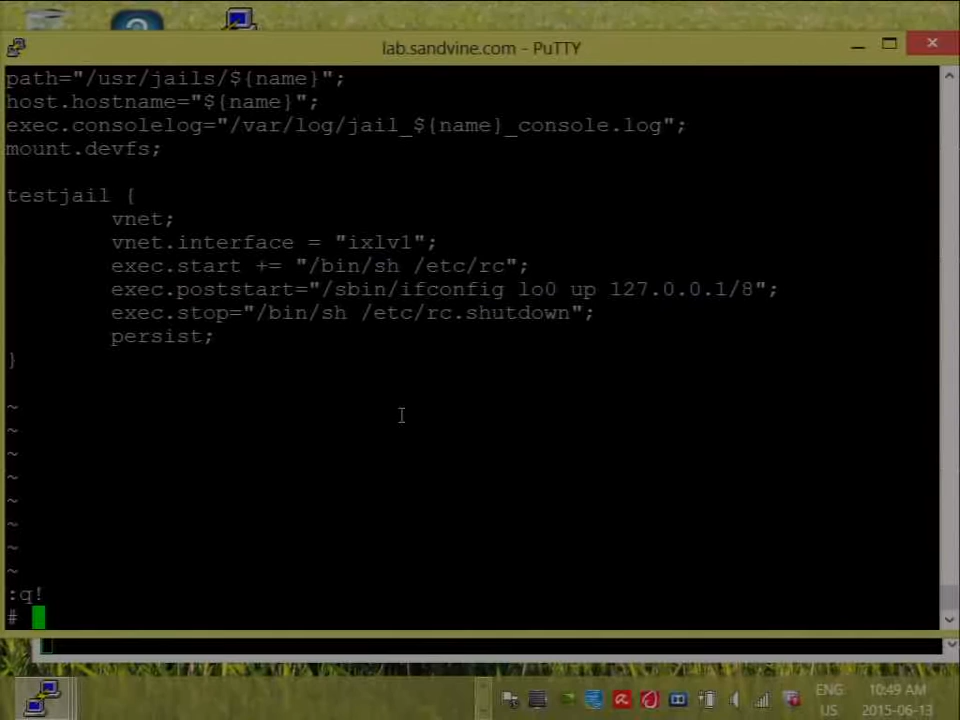 lab.sandvine.com - PuTTY
path="/usr/jails/${name}";
host.hostname="${name}";
exec.consolelog="/var/log/jail_${name}_console.log";
mount.devfs;
testjail {
vnet;
vnet.interface = "ixlv1";
exec.start += "/bin/sh /etc/rc";
exec.poststart="/sbin/ifconfig lo0 up 127.0.0.1/8";
exec.stop="/bin/sh /etc/rc.shutdown";
persist;
}
~
~
~
~
~
~
~
~
:q!
#
ENG 10:49 AM
US 2015-06-13